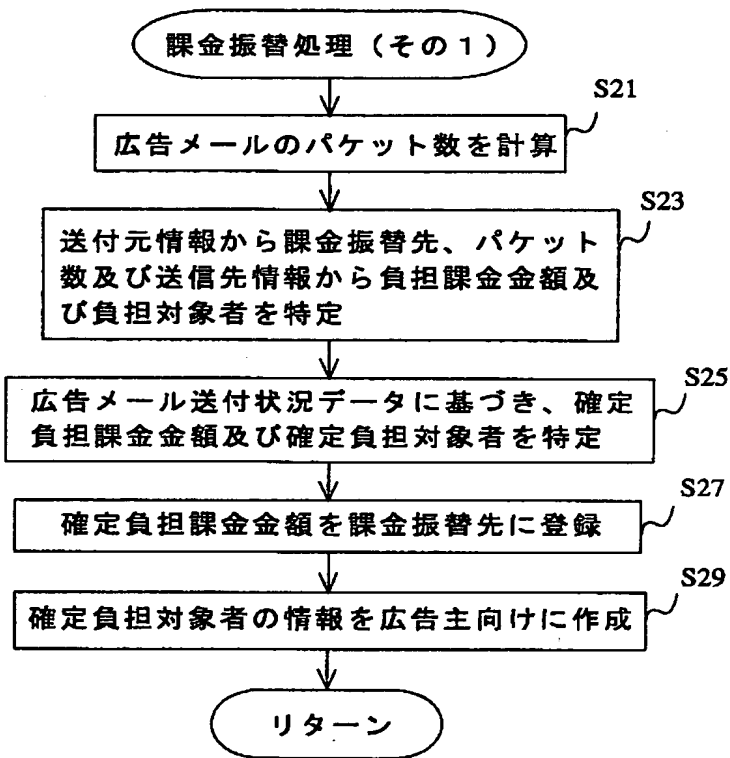 課金振替処理（その１）
S21
広告メールのパケット数を計算
S23
送付元情報から課金振替先、パケット
数及び送信先情報から負担課金金額及
び負担対象者を特定
S25
広告メール送付状況データに基づき、確定
負担課金金額及び確定負担対象者を特定
S27
確定負担課金金額を課金振替先に登録
S29
確定負担対象者の情報を広告主向けに作成
リターン